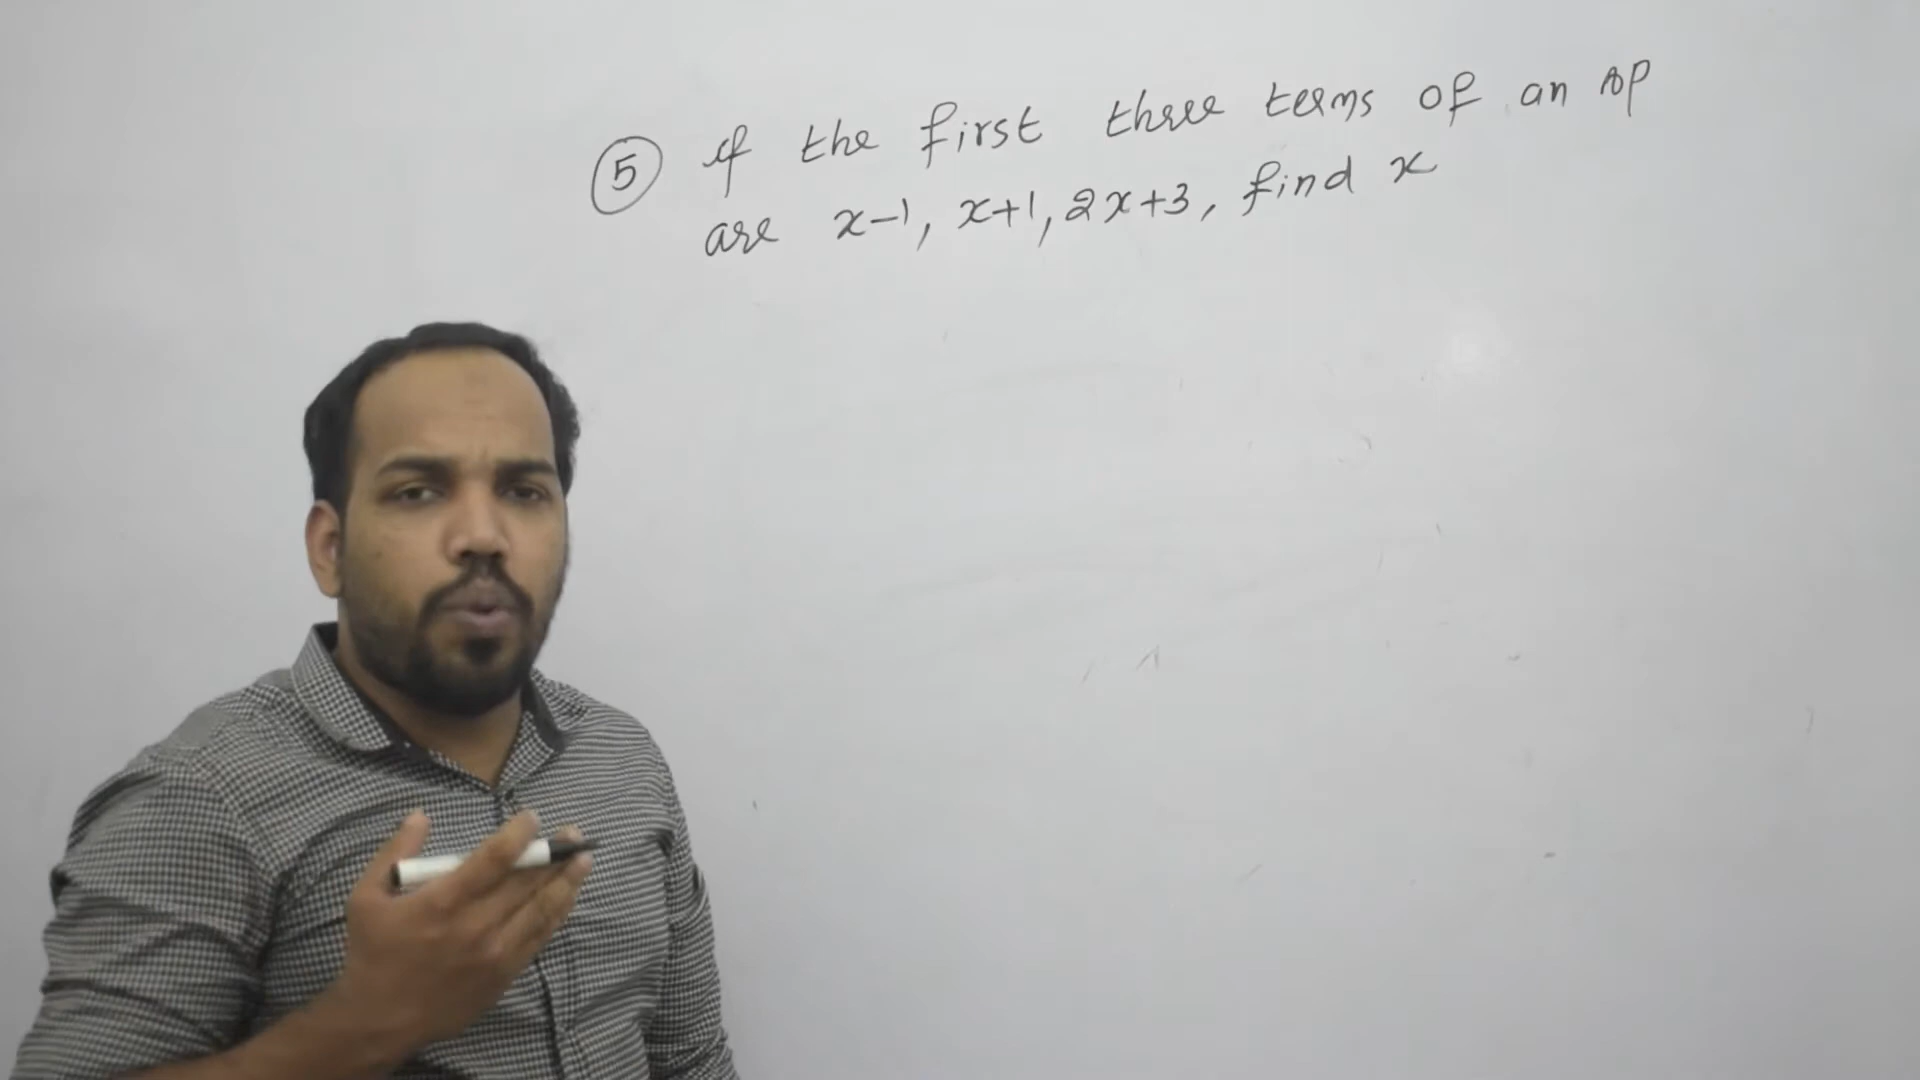 5 If the first three terms of an AP
are x-1, x+1, 2x+3, find x